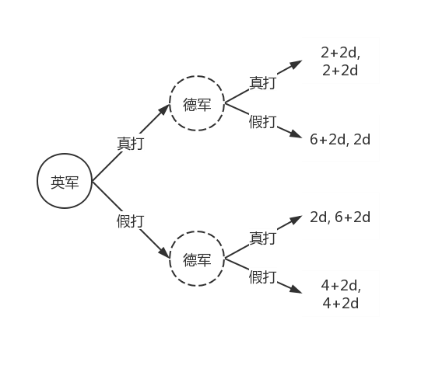 2+2d,
2+2d
真打
德军
假打
6+2d, 2d
真打
英军
假打
2d, 6+2d
真打
德军
假打
4+2d,
4+2d